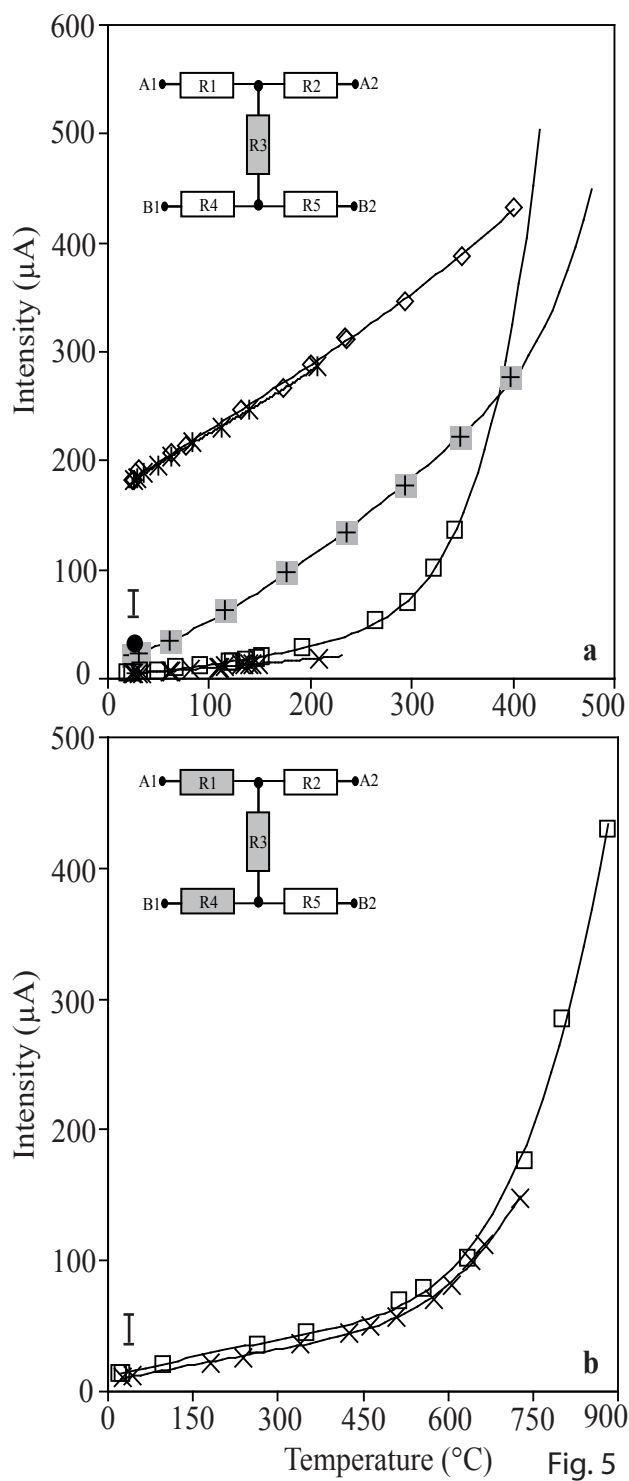 600
A1 R1 R2 A2
500
R3
400
B1 R4 R5 B2
Intensity (µA)
300
200
100
a
0
0 100 200 300 400 500
500
A1 R1 R2 A2
R3
400
B1 R4 R5 B2
300
Intensity (µA)
200
100
b
0
0 150 300 450 600 750 900
Temperature (°C)
Fig. 5